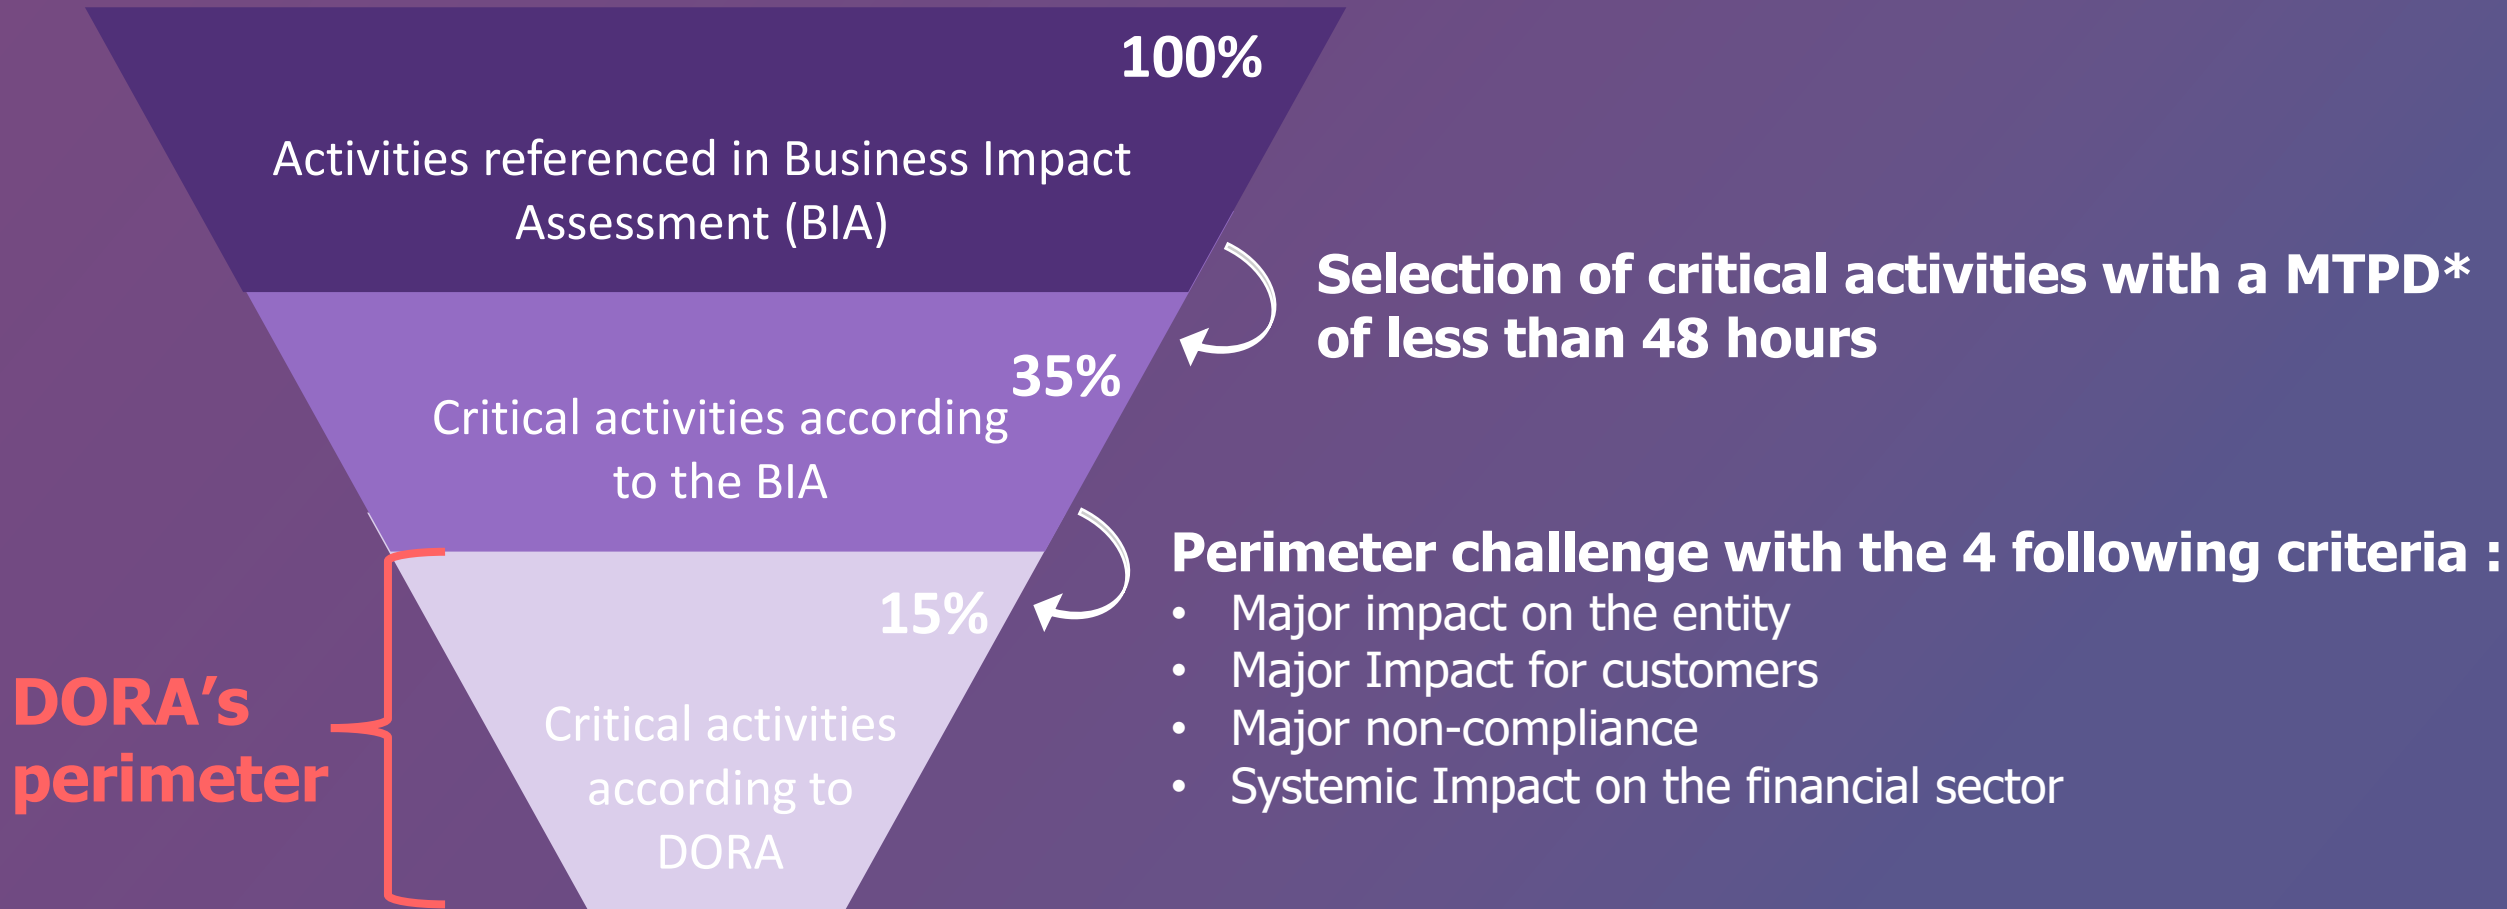 100%
Activities referenced in Business Impact
Assessment (BIA)
Selection of critical activities with a MTPD*
of less than 48 hours
35%
Critical activities according
to the BIA
Perimeter challenge with the 4 following criteria :
• Major impact on the entity
• Major Impact for customers
• Major non-compliance
• Systemic Impact on the financial sector
15%
Critical activities
according to
DORA
DORA’s
perimeter